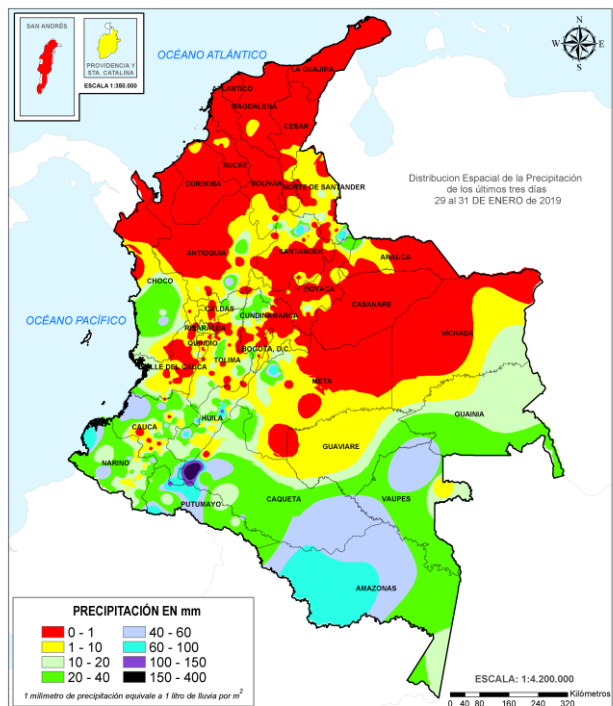 SAN ANDRÉS
PROVIDENCIA Y
STA. CATALINA
ESCALA 1:350.000
OCÉANO ATLÁNTICO
N
W
E
S
LA GUAJIRA
ATLANTICO
MAGDALENA
CESAR
SUCRE
CORDOBA
BOLIVAR
NORTE DE SANTANDER
Distribucion Espacial de la Precipitación
de los últimos tres días
29 al 31 DE ENERO de 2019
ANTIOQUIA
SANTANDER
ARAUCA
CHOCO
BOYACA
CASANARE
CALDAS
CUNDINAMARCA
OCÉANO PACÍFICO
RISARALDA
VICHADA
QUINDIO
BOGOTA, D.C.
TOLIMA
VALLE DEL CAUCA
META
GUAINIA
HUILA
CAUCA
GUAVIARE
NARIÑO
CAQUETA
VAUPES
PUTUMAYO
AMAZONAS
PRECIPITACIÓN EN mm
0 - 1
40 - 60
1 - 10
60 - 100
10 - 20
100 - 150
20 - 40
150 - 400
1 milímetro de precipitación equivale a 1 litro de lluvia por m²
ESCALA: 1:4.200.000
Kilómetros
0 40 80 160 240 320